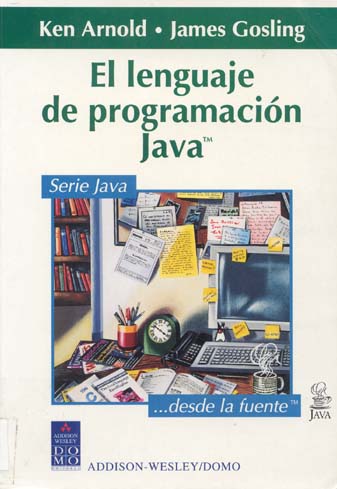 Ken Arnold • James Gosling
El lenguaje
de programación
Java™
Serie Java
...desde la fuente™
JAVA
ADDISON
WESLEY
DOMO
ADDISON-WESLEY/DOMO